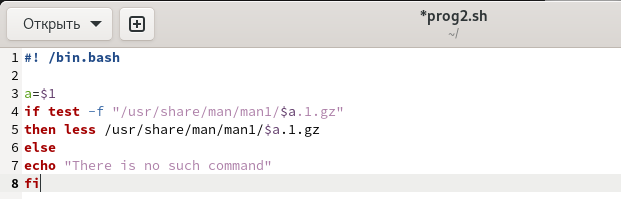 Открыть
*prog2.sh
~/
1 #! /bin.bash
2
3 a=$1
4 if test -f "/usr/share/man/man1/$a.1.gz"
5 then less /usr/share/man/man1/$a.1.gz
6 else
7 echo "There is no such command"
8 fi